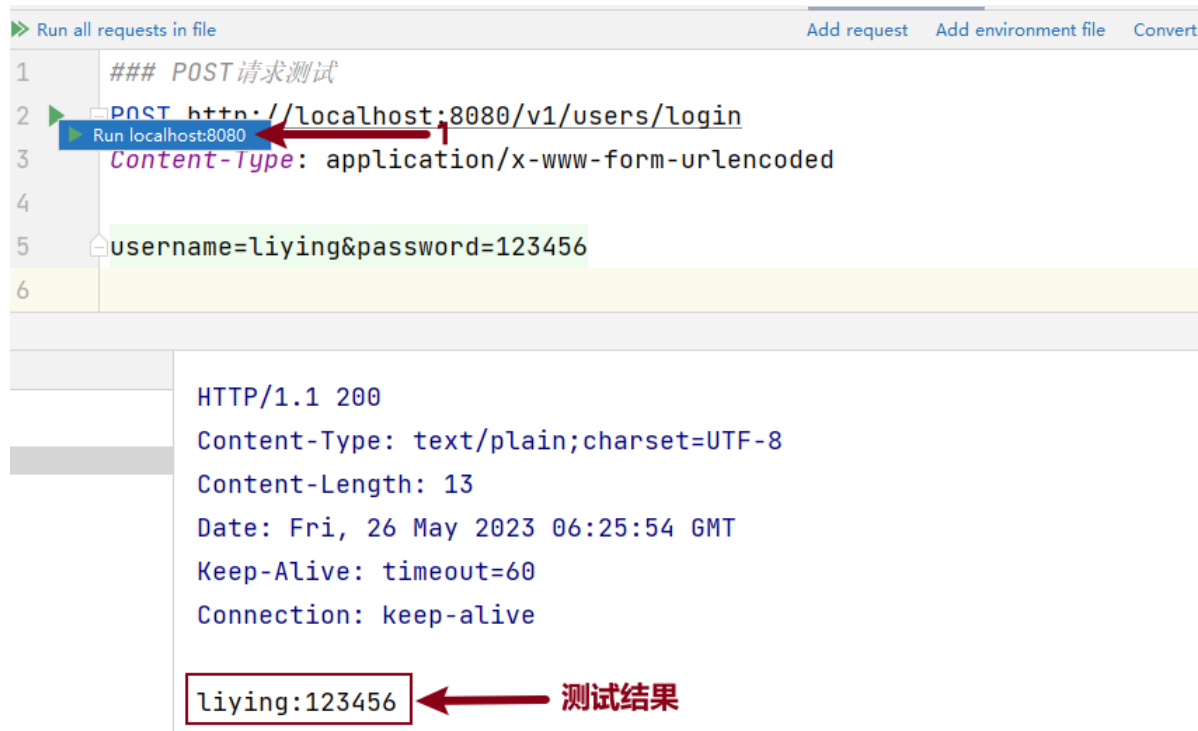 Run all requests in file Add request Add environment file Convert
1 ### POST请求测试
2 POST http://localhost:8080/v1/users/login
Run localhost:8080 1
3 Content-Type: application/x-www-form-urlencoded
4
5 username=liying&password=123456
6
HTTP/1.1 200
Content-Type: text/plain;charset=UTF-8
Content-Length: 13
Date: Fri, 26 May 2023 06:25:54 GMT
Keep-Alive: timeout=60
Connection: keep-alive
liying:123456 测试结果